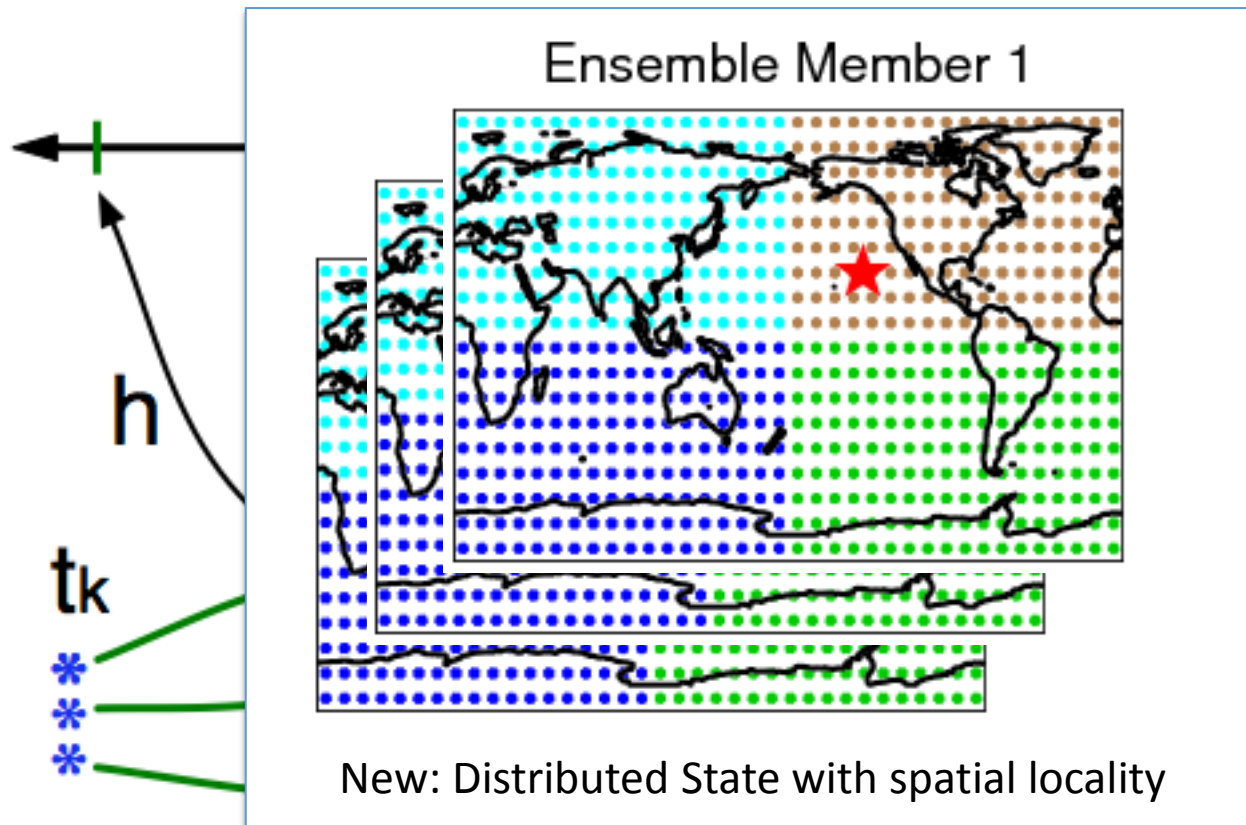 Ensemble Member 1
h
tk
* 
*
*
New: Distributed State with spatial locality